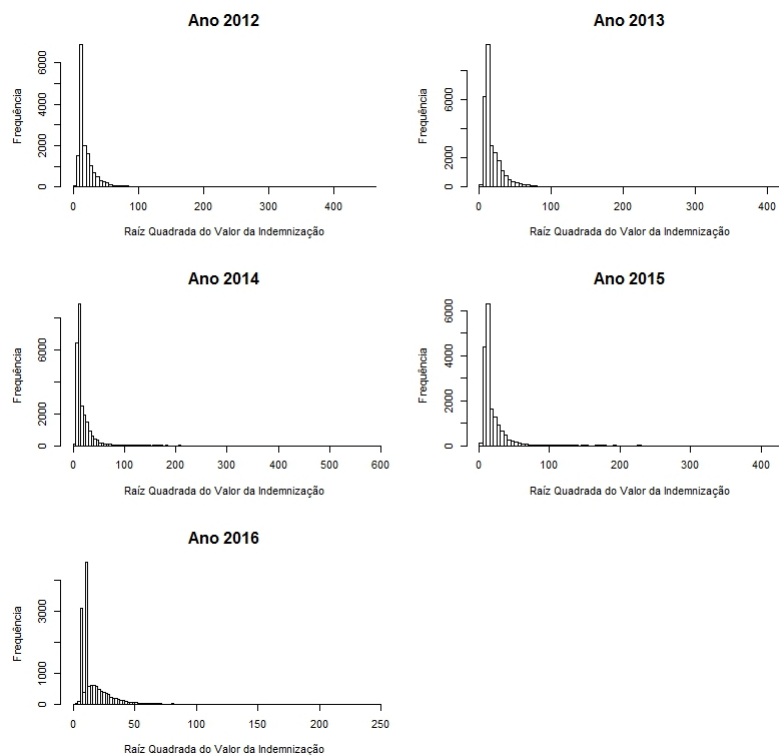 Ano 2012
6000
4000
2000
0
Frequência
0 100 200 300 400
Raíz Quadrada do Valor da Indemnização
Ano 2013
6000
2000
0
Frequência
0 100 200 300 400
Raíz Quadrada do Valor da Indemnização
Ano 2014
6000
2000
0
Frequência
0 100 200 300 400 500 600
Raíz Quadrada do Valor da Indemnização
Ano 2015
6000
4000
2000
0
Frequência
0 100 200 300 400
Raíz Quadrada do Valor da Indemnização
Ano 2016
3000
1000
0
Frequência
0 50 100 150 200 250
Raíz Quadrada do Valor da Indemnização